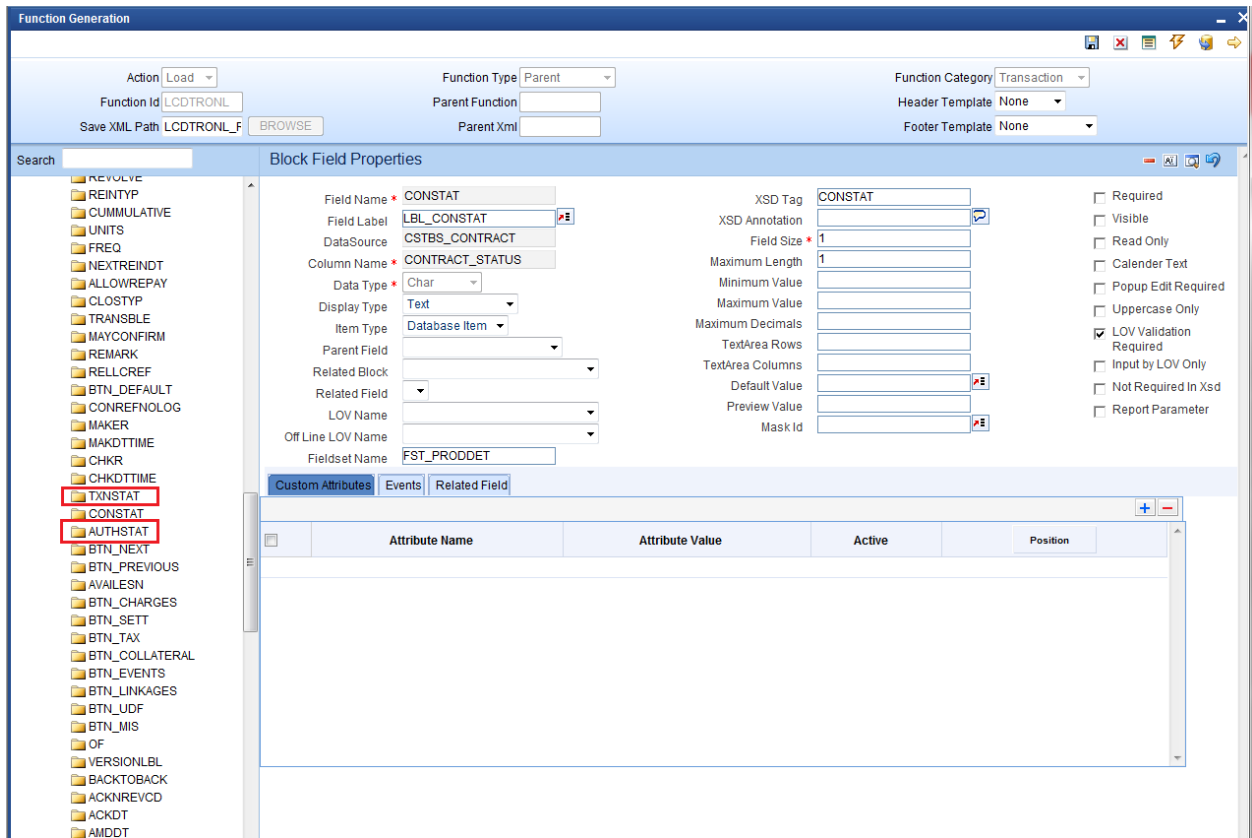 Function Generation
Action Load Function Type Parent Function Category Transaction
Function Id LCDTRONL Parent Function Header Template None
Save XML Path LCDTRONL_F BROWSE Parent Xml Footer Template None
Search
REVOLVE
REINTYP
CUMMULATIVE
UNITS
FREQ
NEXTREINDT
ALLOWREPAY
CLOSTYP
TRANSBLE
MAYCONFIRM
REMARK
RELLCREF
BTN_DEFAULT
CONREFNOLOG
MAKER
MAKDTTIME
CHKR
CHKDTTIME
TXNSTAT
CONSTAT
AUTHSTAT
BTN_NEXT
BTN_PREVIOUS
AVAILESN
BTN_CHARGES
BTN_SETT
BTN_TAX
BTN_COLLATERAL
BTN_EVENTS
BTN_LINKAGES
BTN_UDF
BTN_MIS
OF
VERSIONLBL
BACKTOBACK
ACKNREVCD
ACKDT
AMDDT
Block Field Properties
Field Name * CONSTAT
Field Label LBL_CONSTAT
DataSource CSTBS_CONTRACT
Column Name * CONTRACT_STATUS
Data Type * Char
Display Type Text
Item Type Database Item
Parent Field
Related Block
Related Field
LOV Name
Off Line LOV Name
Fieldset Name FST_PRODDET
XSD Tag CONSTAT
XSD Annotation
Field Size * 1
Maximum Length 1
Minimum Value
Maximum Value
Maximum Decimals
TextArea Rows
TextArea Columns
Default Value
Preview Value
Mask Id
Required
Visible
Read Only
Calender Text
Popup Edit Required
Uppercase Only
LOV Validation
Required
Input by LOV Only
Not Required In Xsd
Report Parameter
Custom Attributes Events Related Field
Attribute Name Attribute Value Active Position